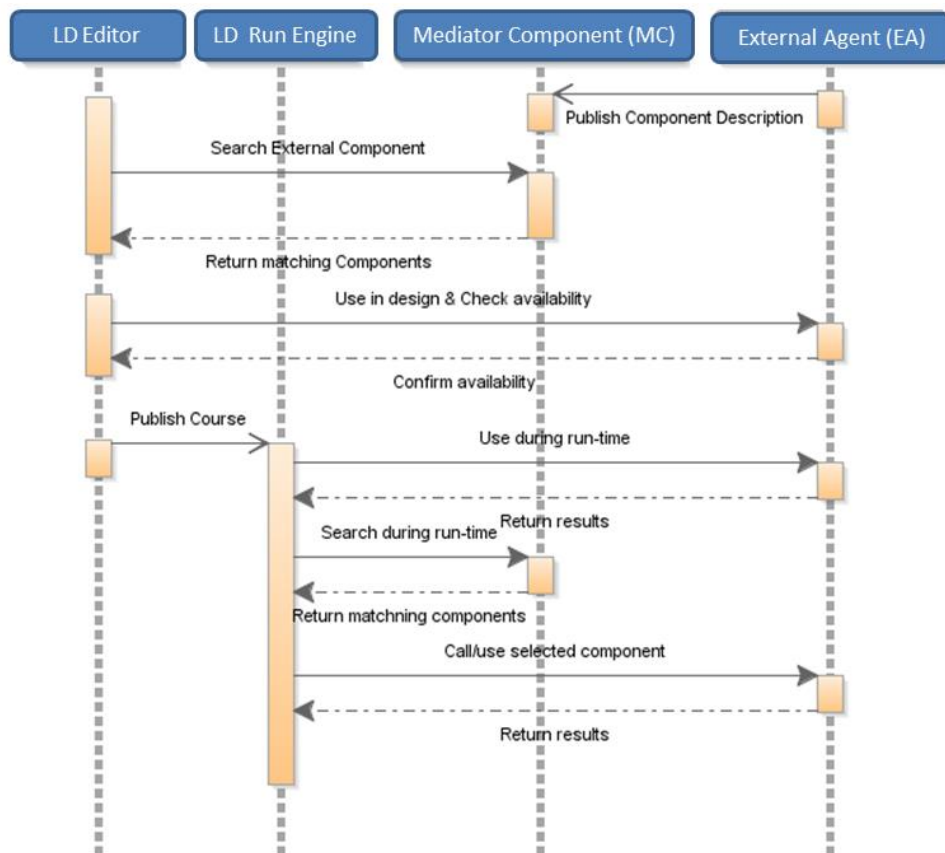 LD Editor
LD Run Engine
Mediator Component (MC)
External Agent (EA)
Publish Component Description
Search External Component
Return matching Components
Use in design & Check availability
Confirm availability
Publish Course
Use during run-time
Return results
Search during run-time
Return matchning components
Call/use selected component
Return results